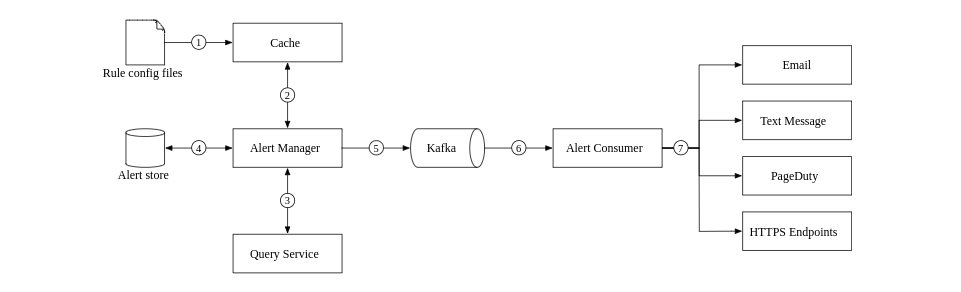 1
Cache
Rule config files
2
Email
Text Message
4
Alert Manager
5
Kafka
6
Alert Consumer
7
Alert store
PageDuty
3
HTTPS Endpoints
Query Service